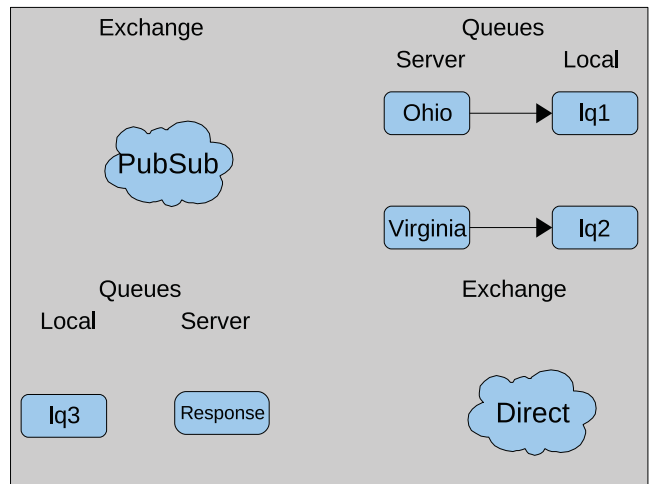 Exchange
Queues
Server Local
Ohio lq1
PubSub
Virginia lq2
Queues
Exchange
Local Server
lq3 Response
Direct